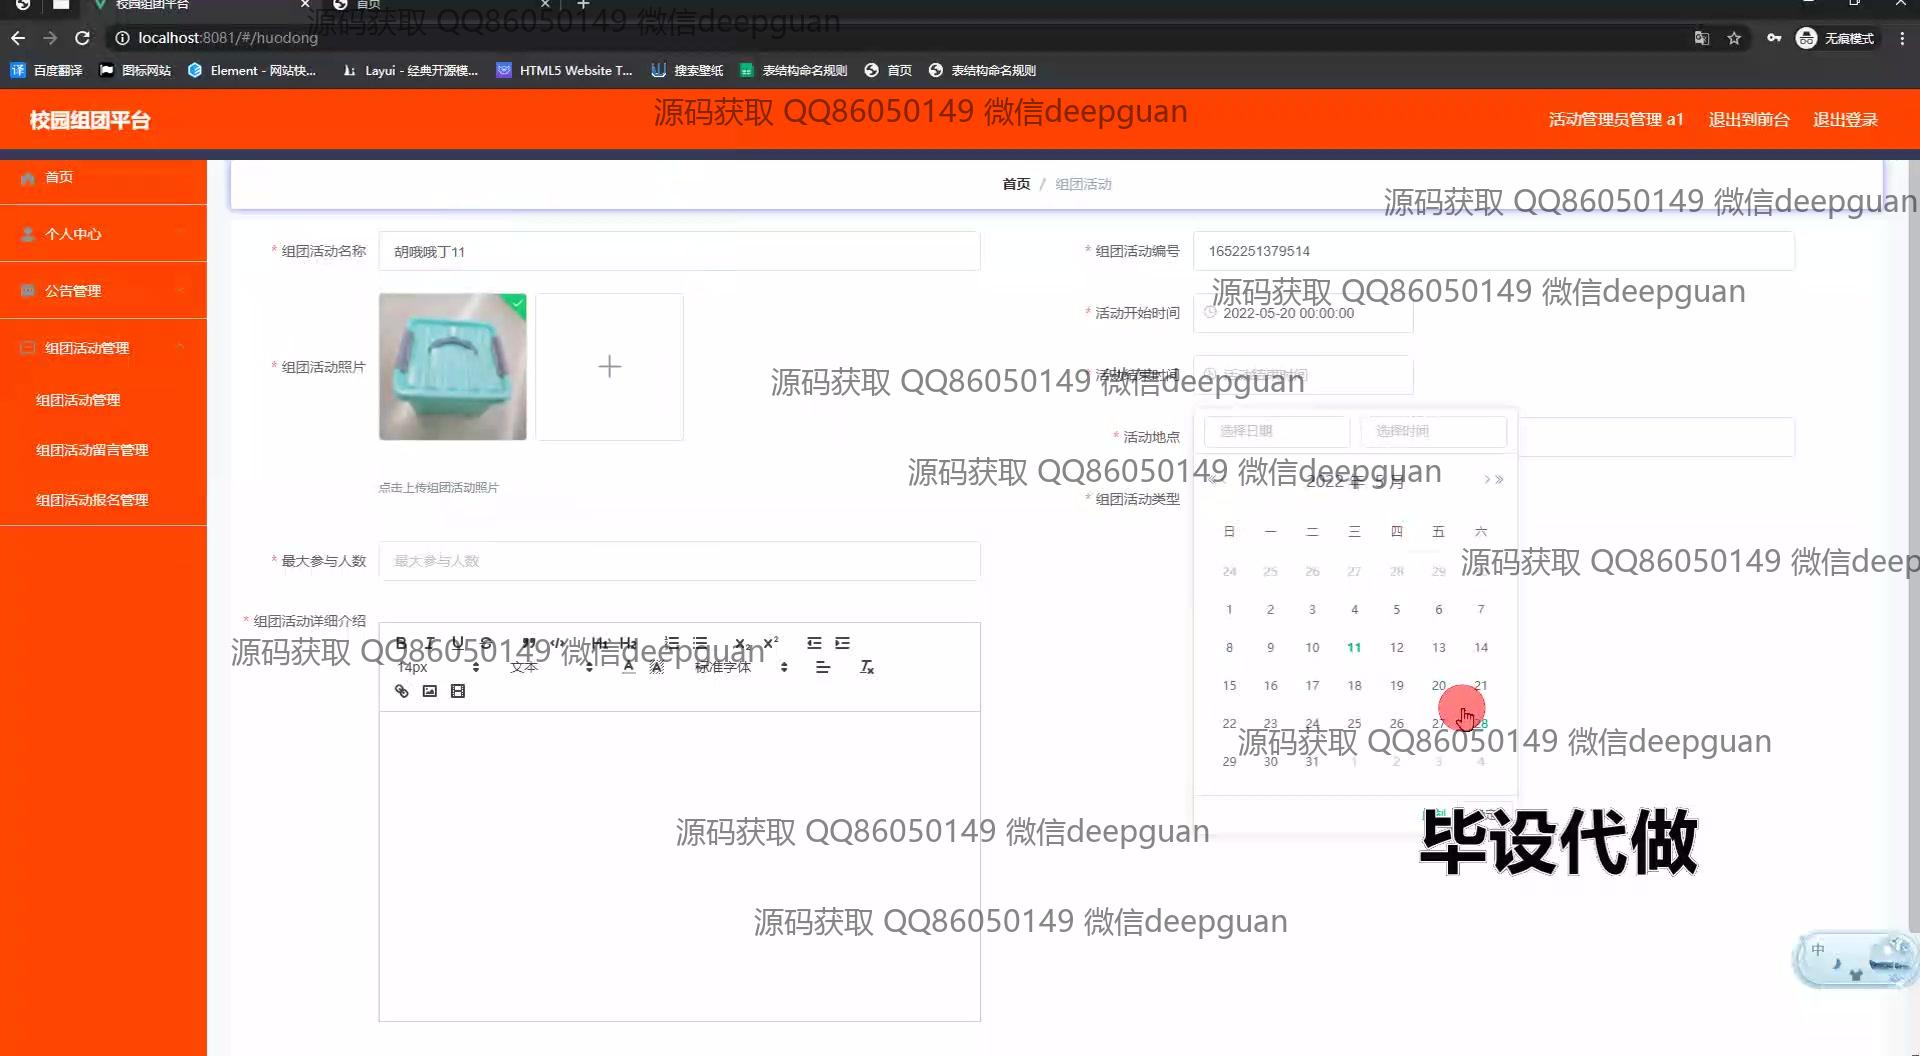 校园组团平台
首页
localhost:8081/#/huodong
无痕模式
百度翻译
图标网站
Element - 网站快...
Layui - 经典开源模...
HTML5 Website T...
搜索壁纸
表结构命名规则
首页
表结构命名规则
源码获取 QQ86050149 微信deepguan
校园组团平台
源码获取 QQ86050149 微信deepguan
活动管理员管理 a1
退出到前台
退出登录
首页
个人中心
公告管理
组团活动管理
组团活动管理
组团活动留言管理
组团活动报名管理
首页 / 组团活动
源码获取 QQ86050149 微信deepguan
* 组团活动名称
胡哦哦丁11
* 组团活动编号
1652251379514
源码获取 QQ86050149 微信deepguan
* 组团活动照片
点击上传组团活动照片
* 活动开始时间
2022-05-20 00:00:00
* 活动结束时间
活动结束时间
源码获取 QQ86050149 微信deepguan
* 活动地点
选择日期
选择时间
源码获取 QQ86050149 微信deepguan
* 组团活动类型
2022 年 5 月
日 一 二 三 四 五 六
24 25 26 27 28 29
1 2 3 4 5 6 7
8 9 10 11 12 13 14
15 16 17 18 19 20 21
22 23 24 25 26 27 28
29 30 31 1 2 3 4
源码获取 QQ86050149 微信deep
* 最大参与人数
最大参与人数
* 组团活动详细介绍
源码获取 QQ86050149 微信deepguan
B I U S H1 H2 X2 X2
14px
文本
标准字体
源码获取 QQ86050149 微信deepguan
源码获取 QQ86050149 微信deepguan
毕设代做
源码获取 QQ86050149 微信deepguan
中